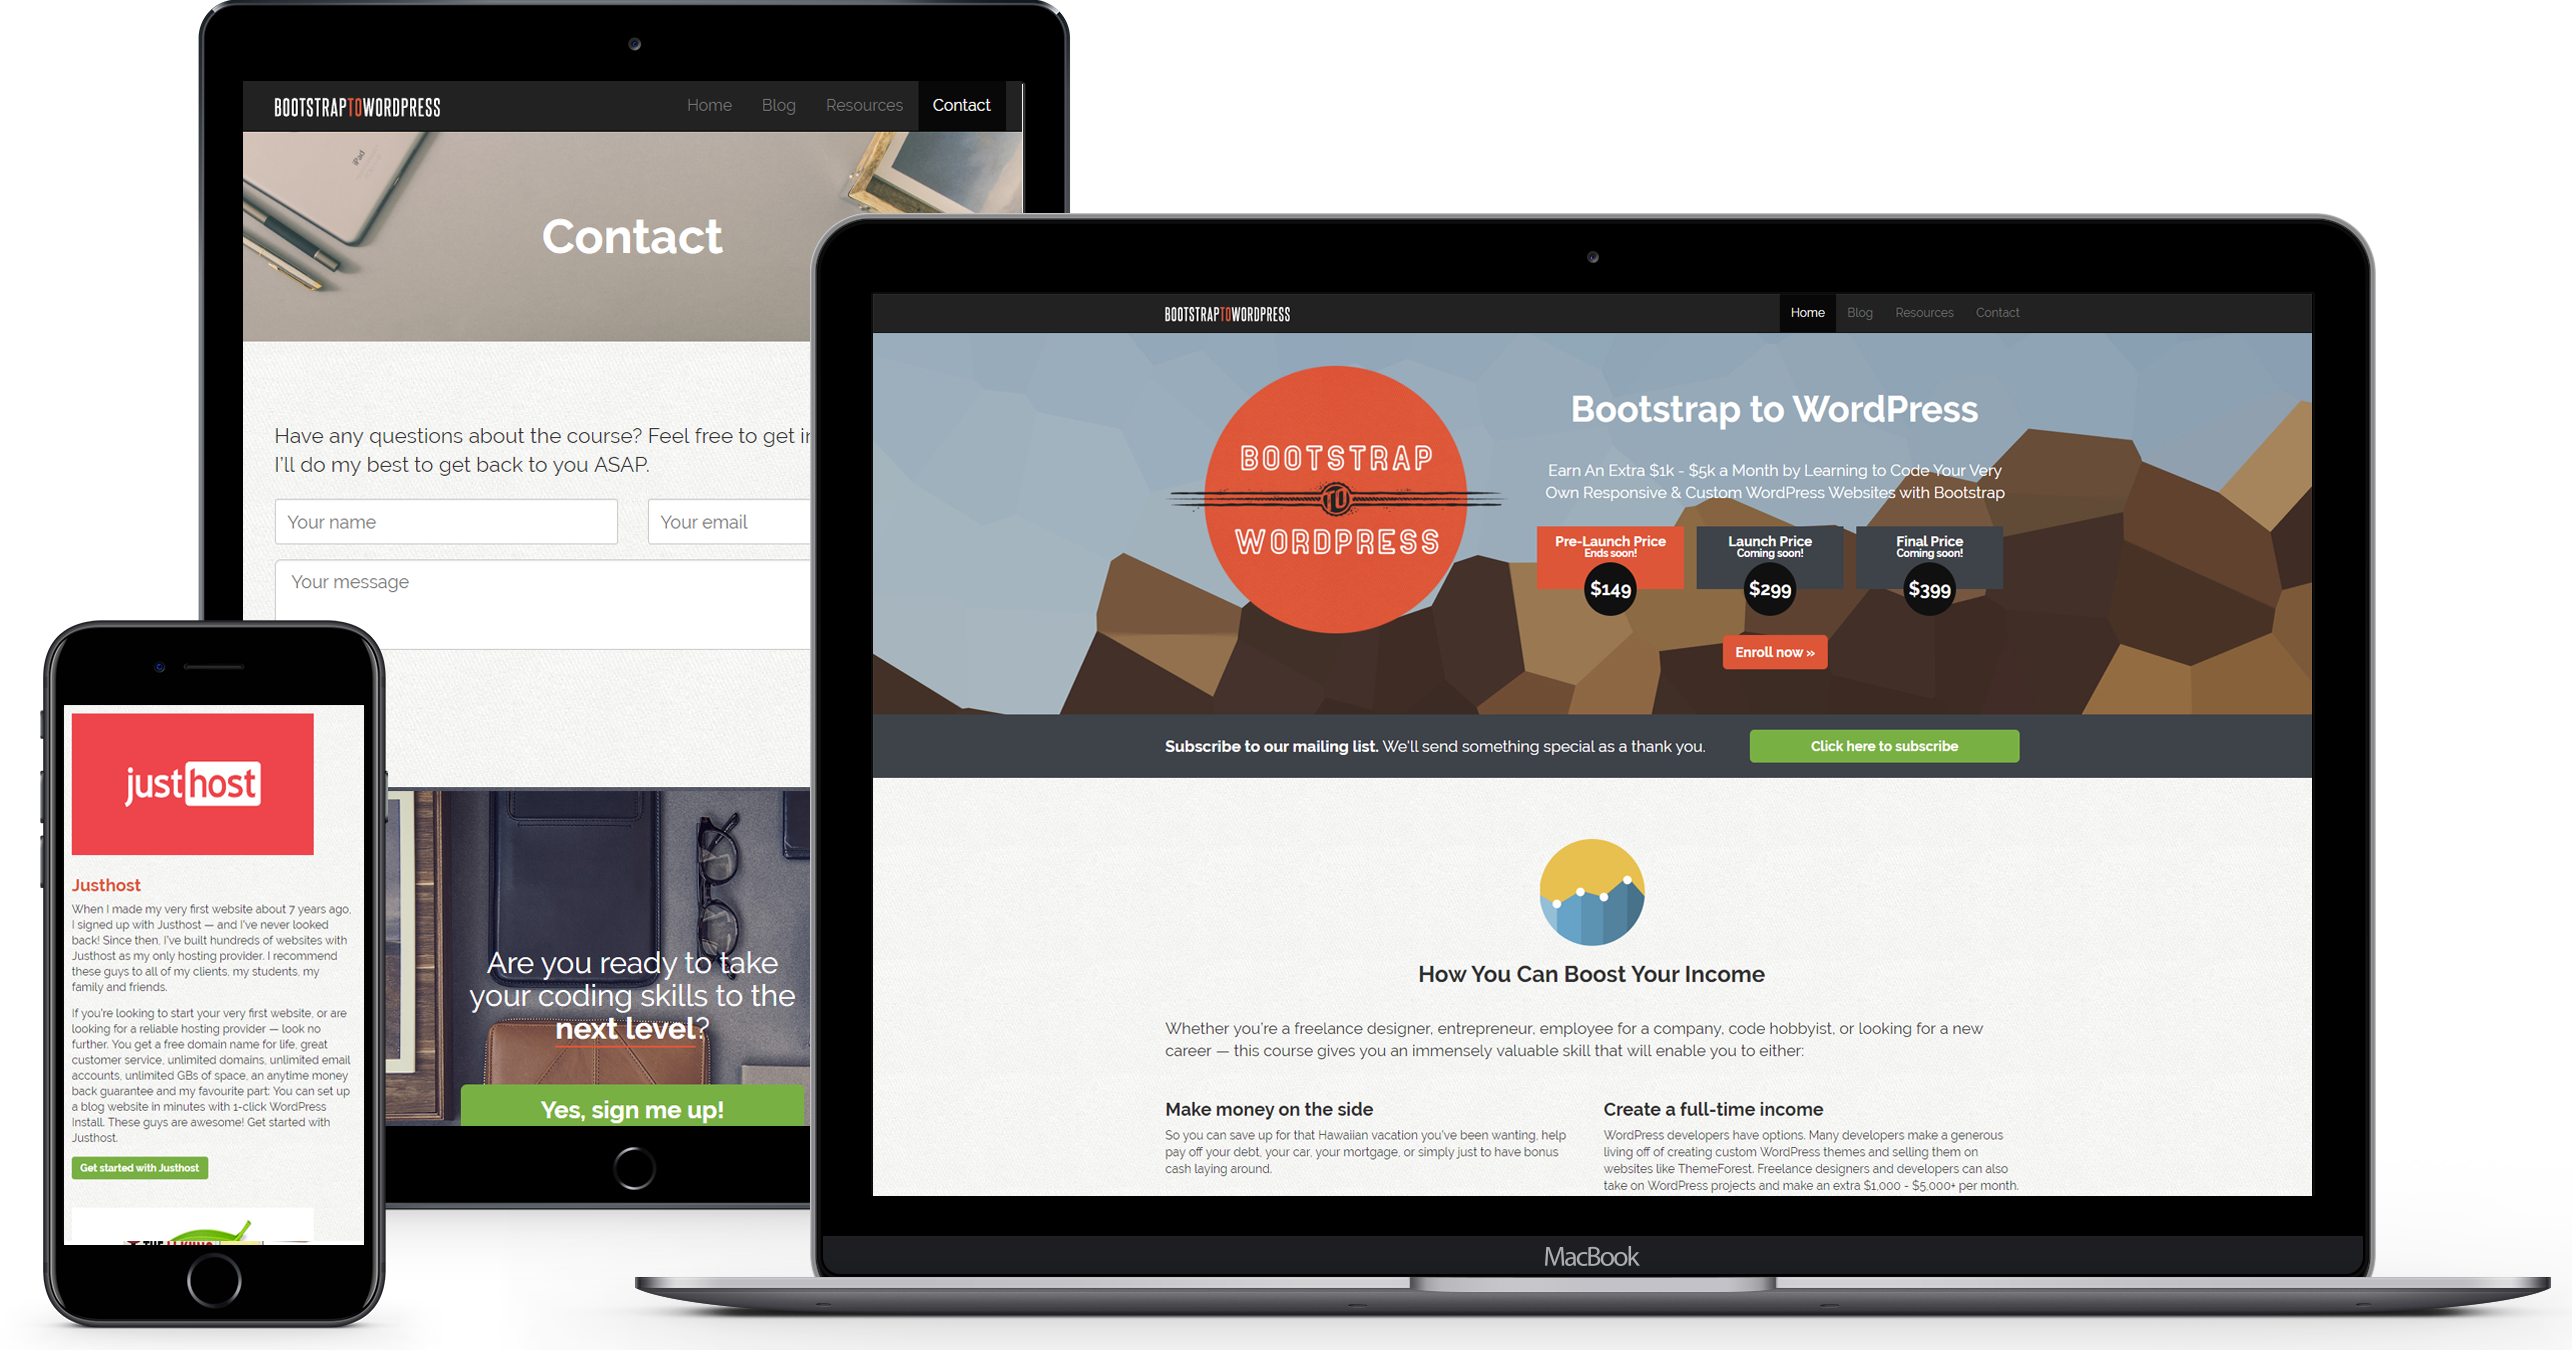 BOOTSTRAPTOWORDPRESS
Home Blog Resources Contact
iPad
Contact
Have any questions about the course? Feel free to get
I'll do my best to get back to you ASAP.
Your name
Your email
Your message
Are you ready to take
your coding skills to the
next level?
Yes, sign me up!
justhost
Justhost
When I made my very first website about 7 years ago,
I signed up with Justhost — and I've never looked
back! Since then, I've built hundreds of websites with
Justhost as my only hosting provider. I recommend
these guys to all of my clients, my students, my
family and friends.
If you're looking to start your very first website, or are
looking for a reliable hosting provider — look no
further. You get a free domain name for life, great
customer service, unlimited domains, unlimited email
accounts, unlimited GBs of space, an anytime money
back guarantee and my favourite part: You can set up
a blog website in minutes with 1-click WordPress
Install. These guys are awesome! Get started with
Justhost.
Get started with Justhost
BOOTSTRAPTOWORDPRESS
Home Blog Resources Contact
BOOTSTRAP
TO
WORDPRESS
Bootstrap to WordPress
Earn An Extra $1k - $5k a Month by Learning to Code Your Very
Own Responsive & Custom WordPress Websites with Bootstrap
Pre-Launch Price
Ends soon!
$149
Launch Price
Coming soon!
$299
Final Price
Coming soon!
$399
Enroll now »
Subscribe to our mailing list. We'll send something special as a thank you.
Click here to subscribe
How You Can Boost Your Income
Whether you're a freelance designer, entrepreneur, employee for a company, code hobbyist, or looking for a new
career — this course gives you an immensely valuable skill that will enable you to either:
Make money on the side
So you can save up for that Hawaiian vacation you've been wanting, help
pay off your debt, your car, your mortgage, or simply just to have bonus
cash laying around.
Create a full-time income
WordPress developers have options. Many developers make a generous
living off of creating custom WordPress themes and selling them on
websites like ThemeForest. Freelance designers and developers can also
take on WordPress projects and make an extra $1,000 - $5,000+ per month.
MacBook